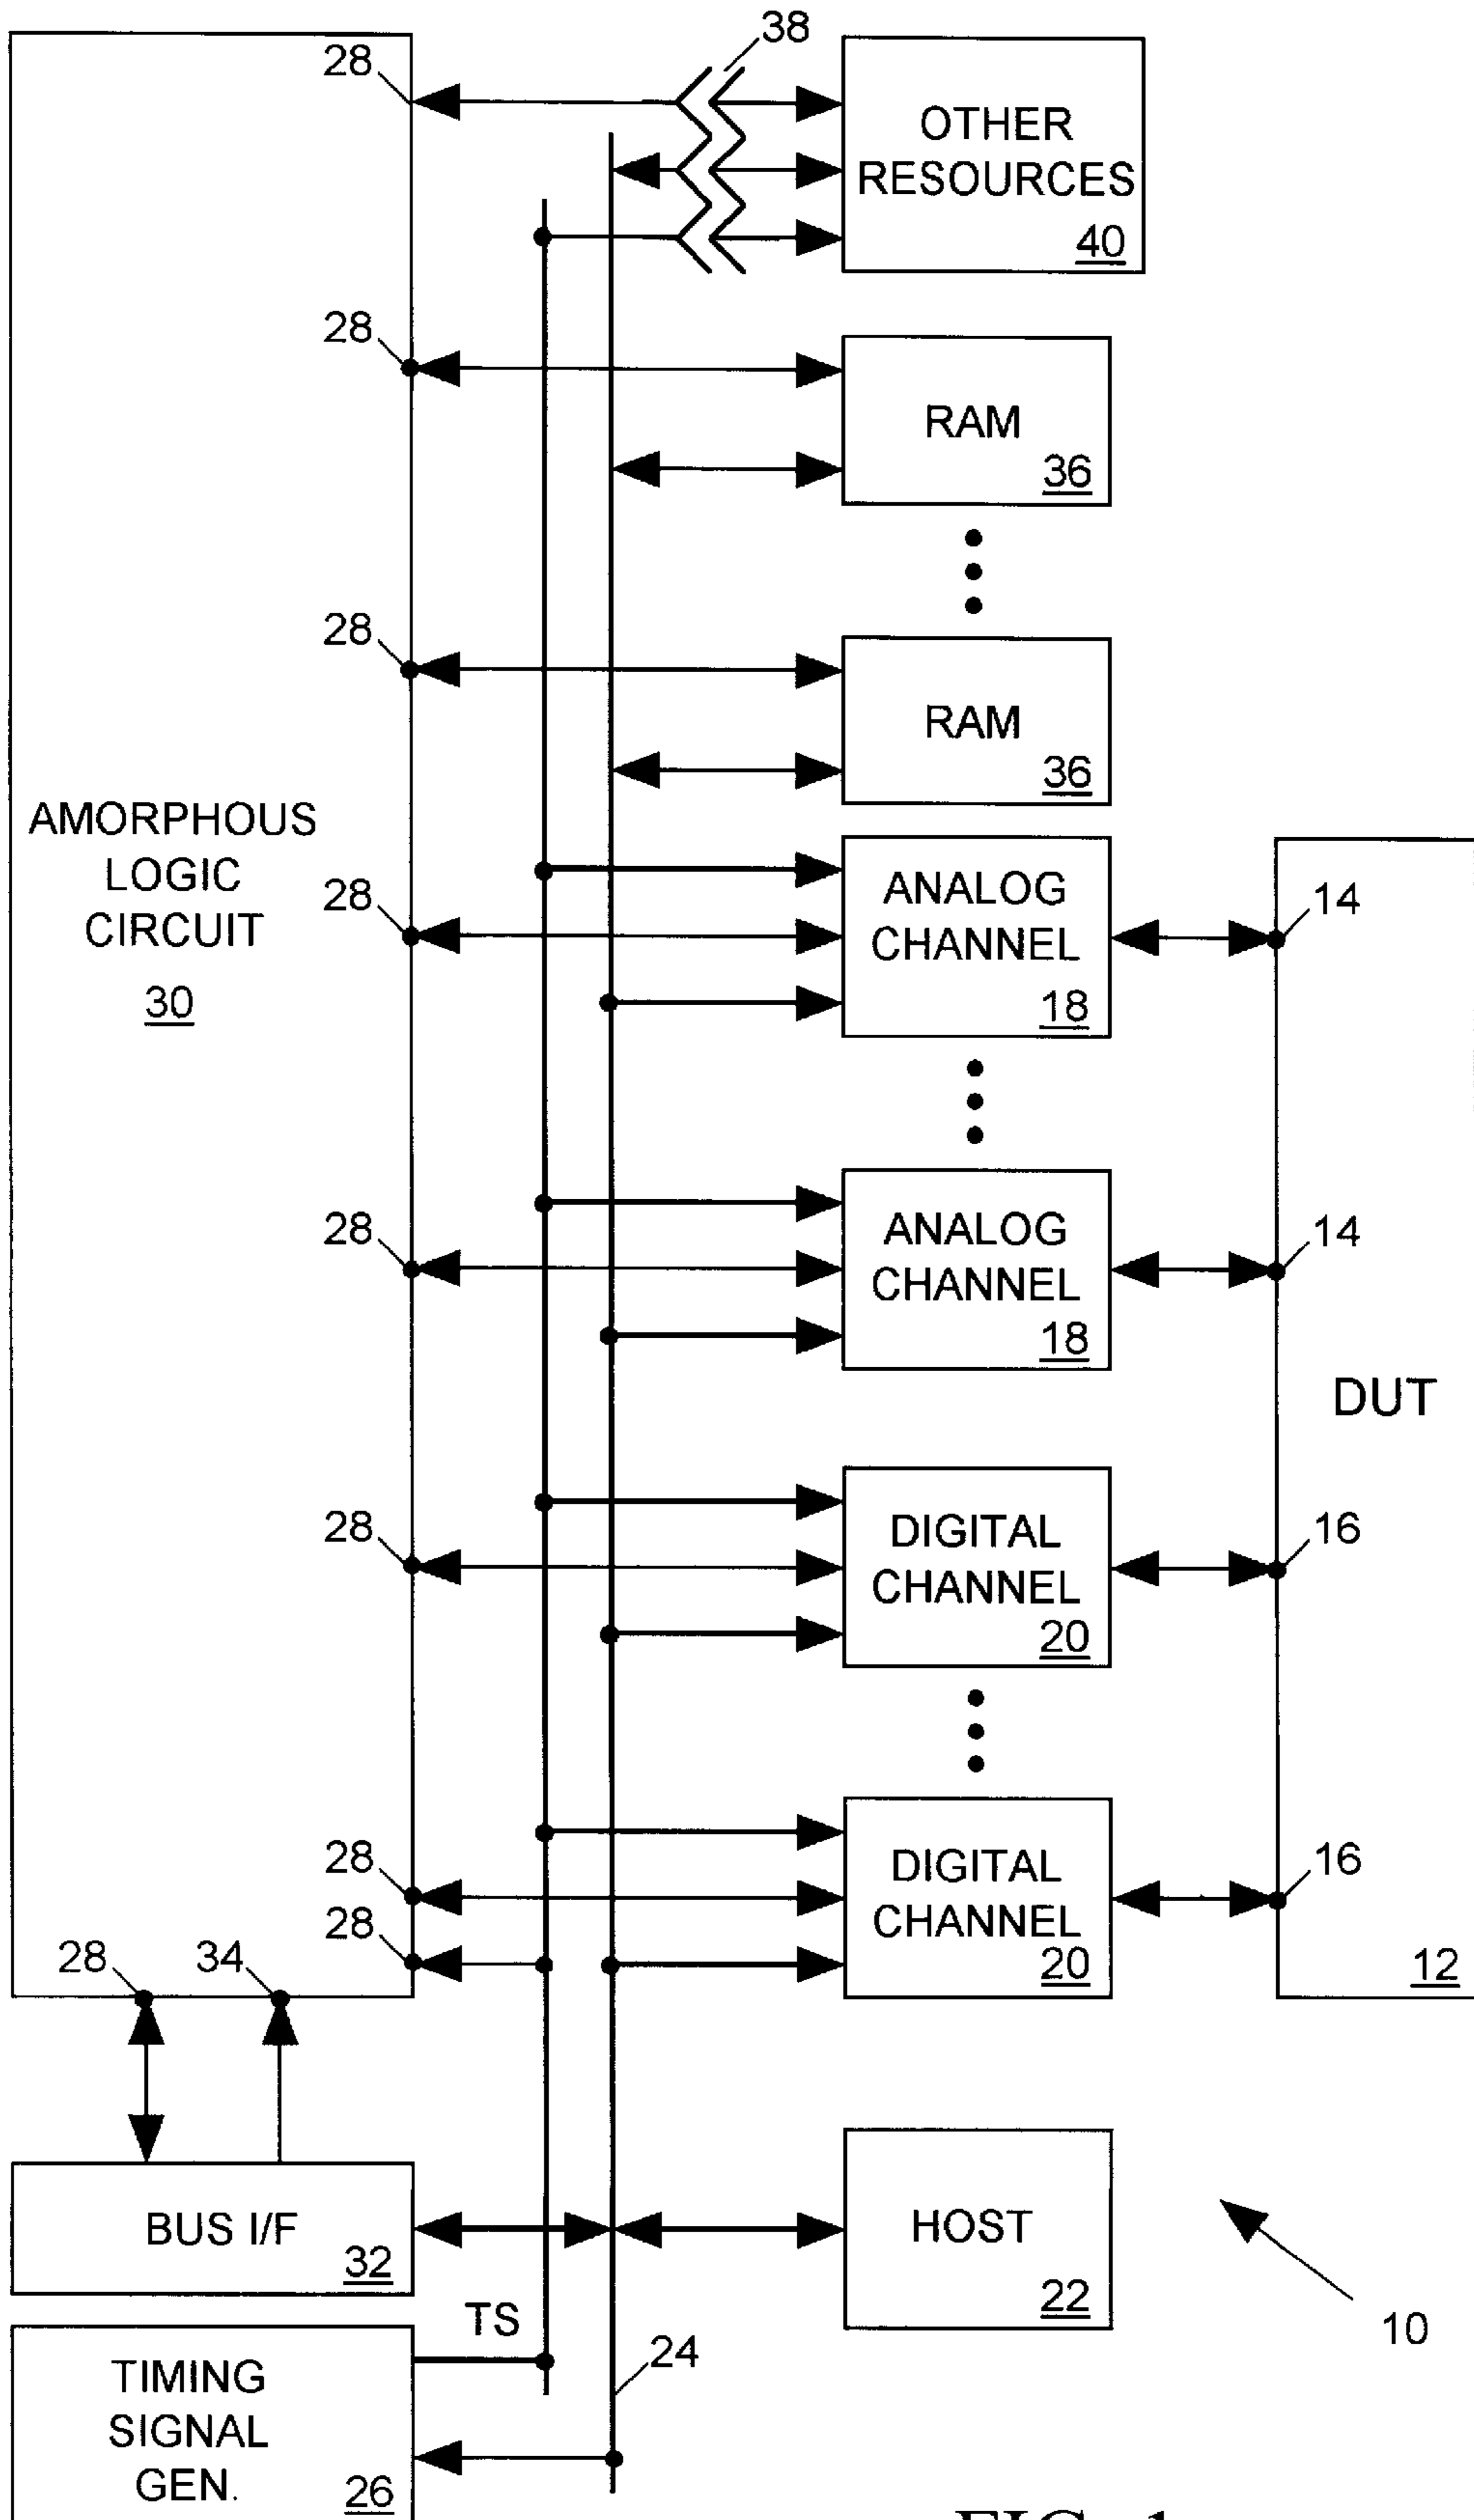 38
28
OTHER
RESOURCES
40
28
RAM
36
28
RAM
36
AMORPHOUS
LOGIC
CIRCUIT
30
28
ANALOG
CHANNEL
18
14
28
ANALOG
CHANNEL
18
14
DUT
28
DIGITAL
CHANNEL
20
16
28
DIGITAL
CHANNEL
20
16
28
12
28
34
BUS I/F
32
HOST
22
10
TS
24
TIMING
SIGNAL
GEN.
26